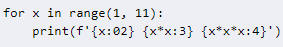 for x in range(1, 11):
    print(f'{x:02} {x*x:3} {x*x*x:4}')